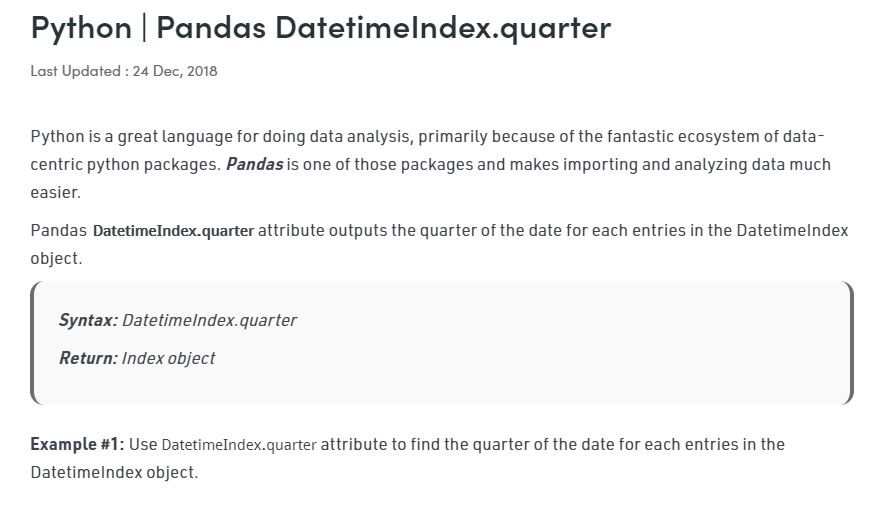 Python | Pandas DatetimeIndex.quarter
Last Updated : 24 Dec, 2018
Python is a great language for doing data analysis, primarily because of the fantastic ecosystem of data-
centric python packages. Pandas is one of those packages and makes importing and analyzing data much
easier.
Pandas DatetimeIndex.quarter attribute outputs the quarter of the date for each entries in the DatetimeIndex
object.
Syntax: DatetimeIndex.quarter
Return: Index object
Example #1: Use DatetimeIndex.quarter attribute to find the quarter of the date for each entries in the
DatetimeIndex object.